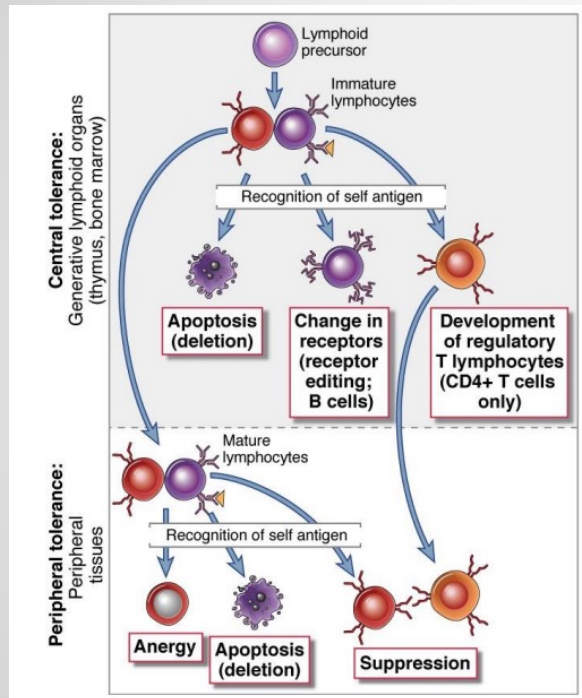 Lymphoid
precursor
Immature
lymphocytes
Central tolerance:
Generative lymphoid organs
(thymus, bone marrow)
Recognition of self antigen
Apoptosis
(deletion)
Change in
receptors
(receptor
editing;
B cells)
Development
of regulatory
T lymphocytes
(CD4+ T cells
only)
Peripheral tolerance:
Peripheral
tissues
Mature
lymphocytes
Recognition of self antigen
Anergy
Apoptosis
(deletion)
Suppression